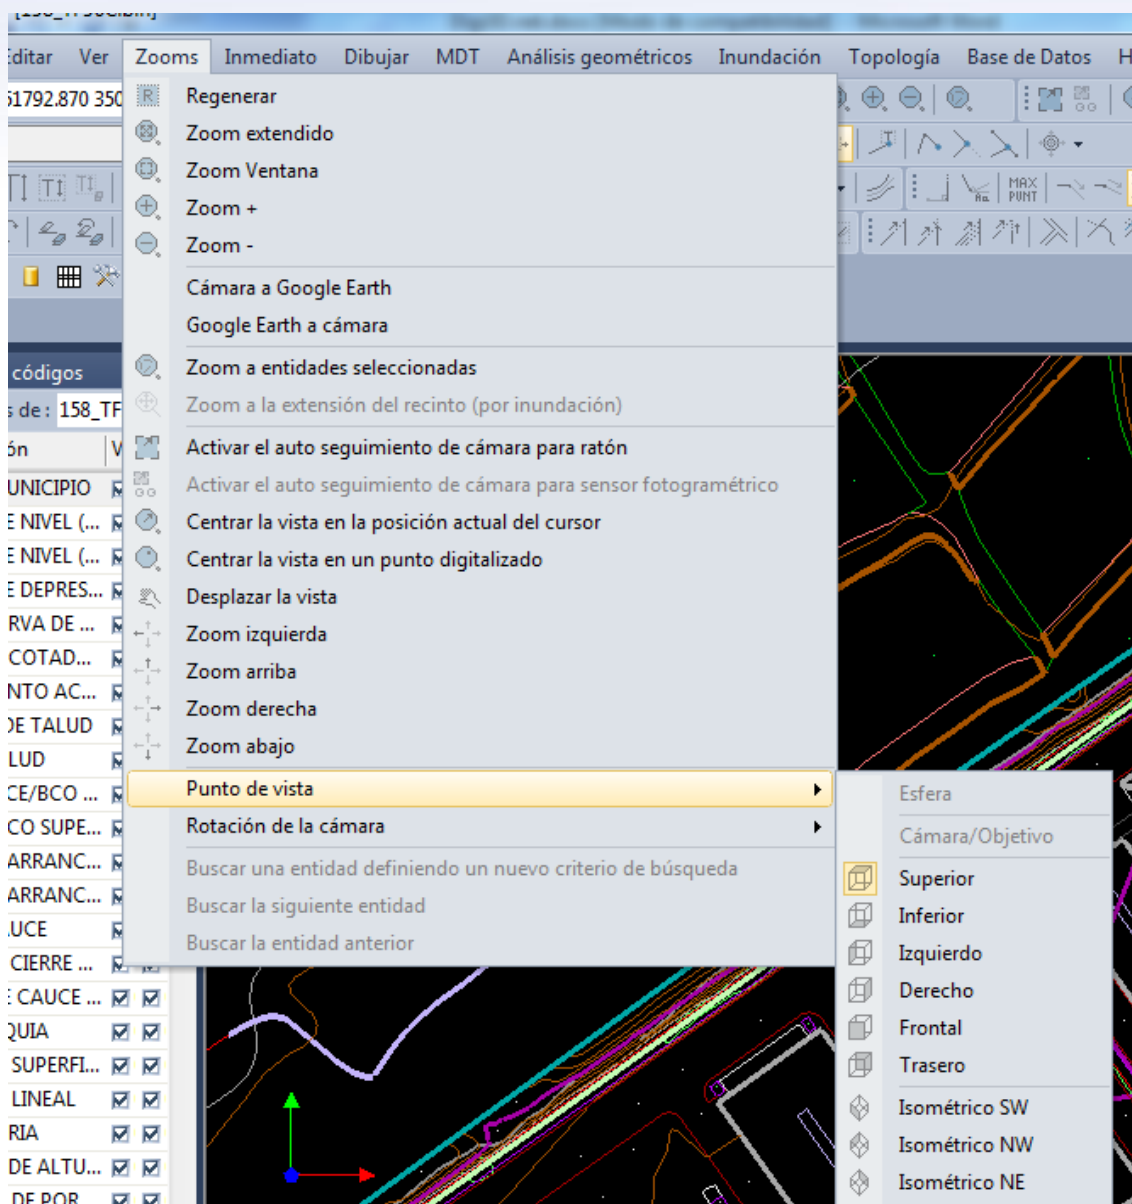 Editar Ver Zooms Inmediato Dibujar MDT Análisis geométricos Inundación Topología Base de Datos H
51792.870 350
Regenerar
Zoom extendido
Zoom Ventana
Zoom +
Zoom -
Cámara a Google Earth
Google Earth a cámara
Zoom a entidades seleccionadas
Zoom a la extensión del recinto (por inundación)
Activar el auto seguimiento de cámara para ratón
Activar el auto seguimiento de cámara para sensor fotogramétrico
Centrar la vista en la posición actual del cursor
Centrar la vista en un punto digitalizado
Desplazar la vista
Zoom izquierda
Zoom arriba
Zoom derecha
Zoom abajo
Punto de vista
Rotación de la cámara
Buscar una entidad definiendo un nuevo criterio de búsqueda
Buscar la siguiente entidad
Buscar la entidad anterior
Esfera
Cámara/Objetivo
Superior
Inferior
Izquierdo
Derecho
Frontal
Trasero
Isométrico SW
Isométrico NW
Isométrico NE
MAX
PUNT
códigos
s de : 158_TF
ón V
UNICIPIO
E NIVEL (...
E NIVEL (...
E DEPRES...
RVA DE ...
COTAD...
NTO AC...
DE TALUD
LUD
CE/BCO ...
CO SUPE...
ARRANC...
ARRANC...
UCE
CIERRE ...
E CAUCE ...
QUIA
SUPERFI...
LINEAL
RIA
DE ALTU...
DE POR